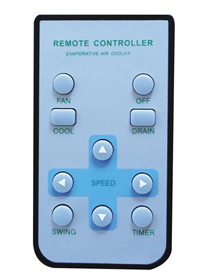 REMOTE CONTROLLER
EVAPORATIVE AIR COOLER
FAN OFF
COOL DRAIN
SPEED
SWING TIMER